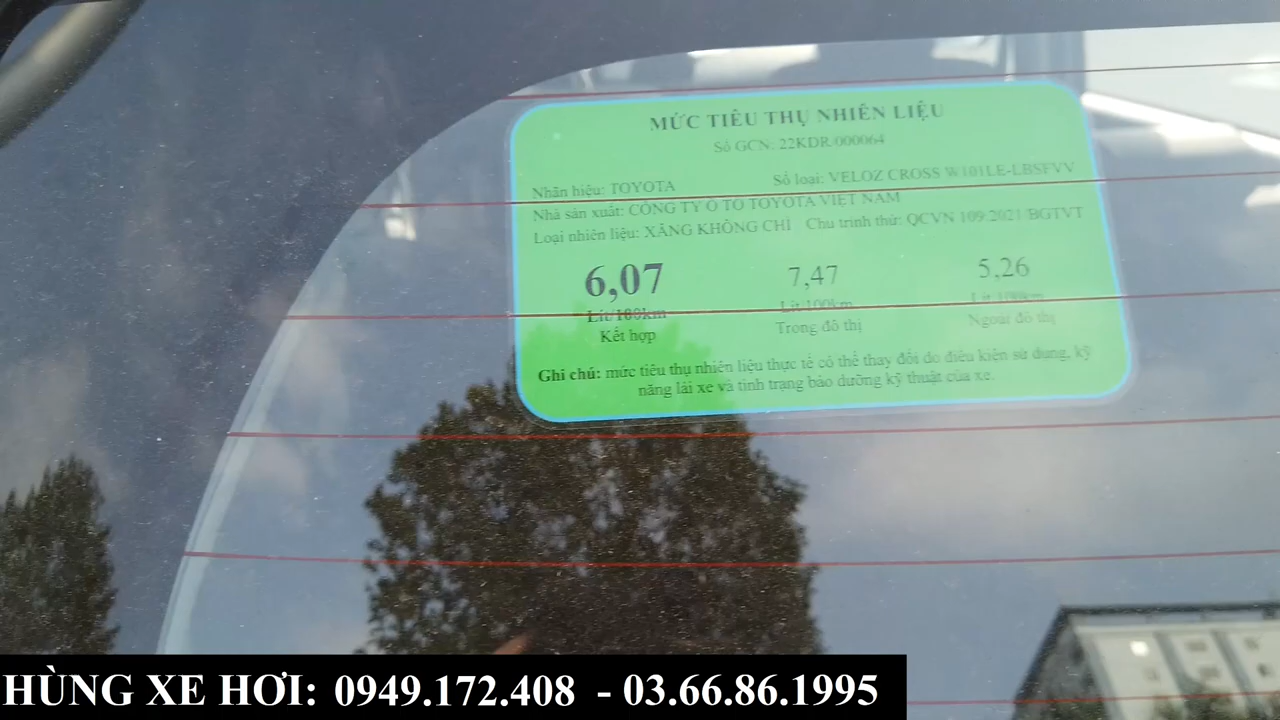 MỨC TIÊU THỤ NHIÊN LIỆU
Số GCN: 22KDR/000064
Nhãn hiệu: TOYOTA Số loại: VELOZ CROSS W101LE-LBSFVV
Nhà sản xuất: CÔNG TY Ô TÔ TOYOTA VIỆT NAM
Loại nhiên liệu: XĂNG KHÔNG CHÌ Chu trình thử: QCVN 109:2021/BGTVT
6,07 7,47 5,26
Lít/100km Lít/100km Lít/100km
Kết hợp Trong đô thị Ngoài đô thị
Ghi chú: mức tiêu thụ nhiên liệu thực tế có thể thay đổi do điều kiện sử dụng, kỹ
năng lái xe và tình trạng bảo dưỡng kỹ thuật của xe.
HÙNG XE HƠI: 0949.172.408 - 03.66.86.1995